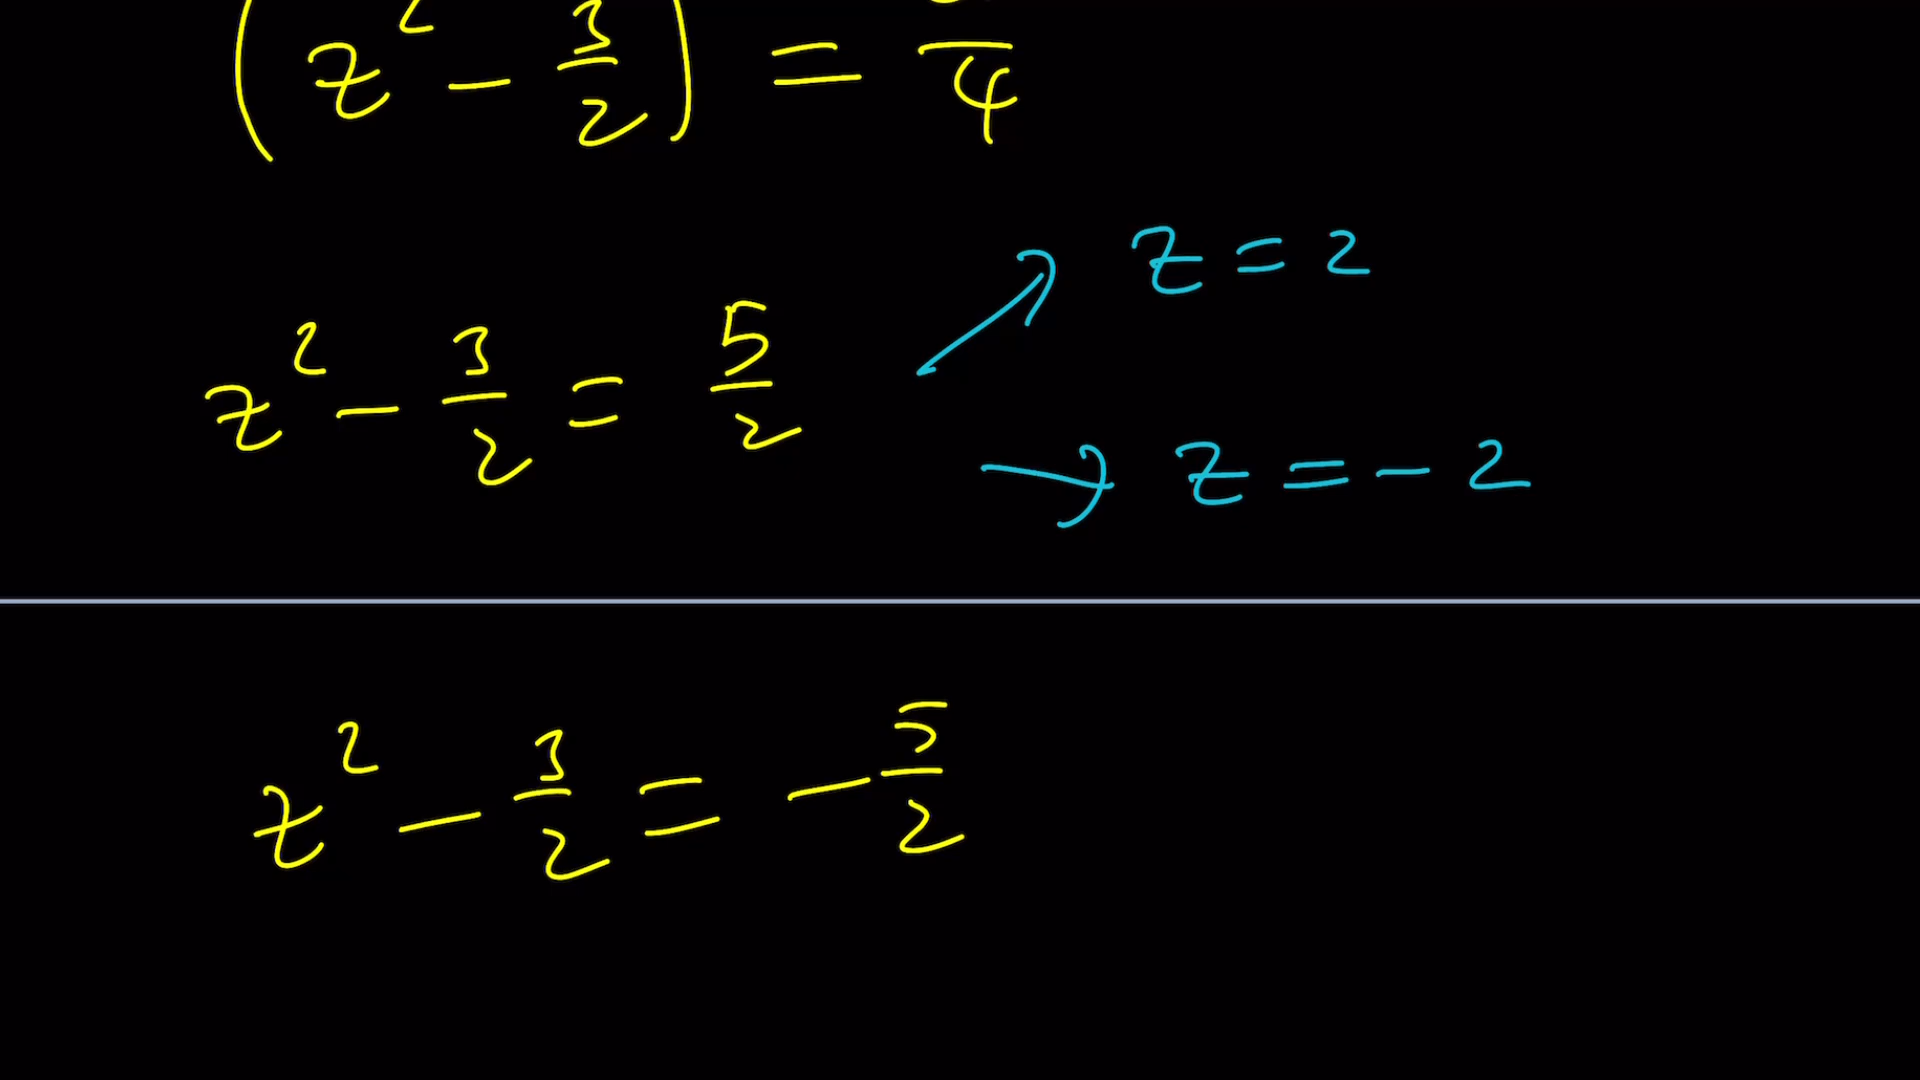 (z² - 3/2) = /4
z = 2
z² - 3/2 = 5/2
z = - 2
z² - 3/2 = - 5/2